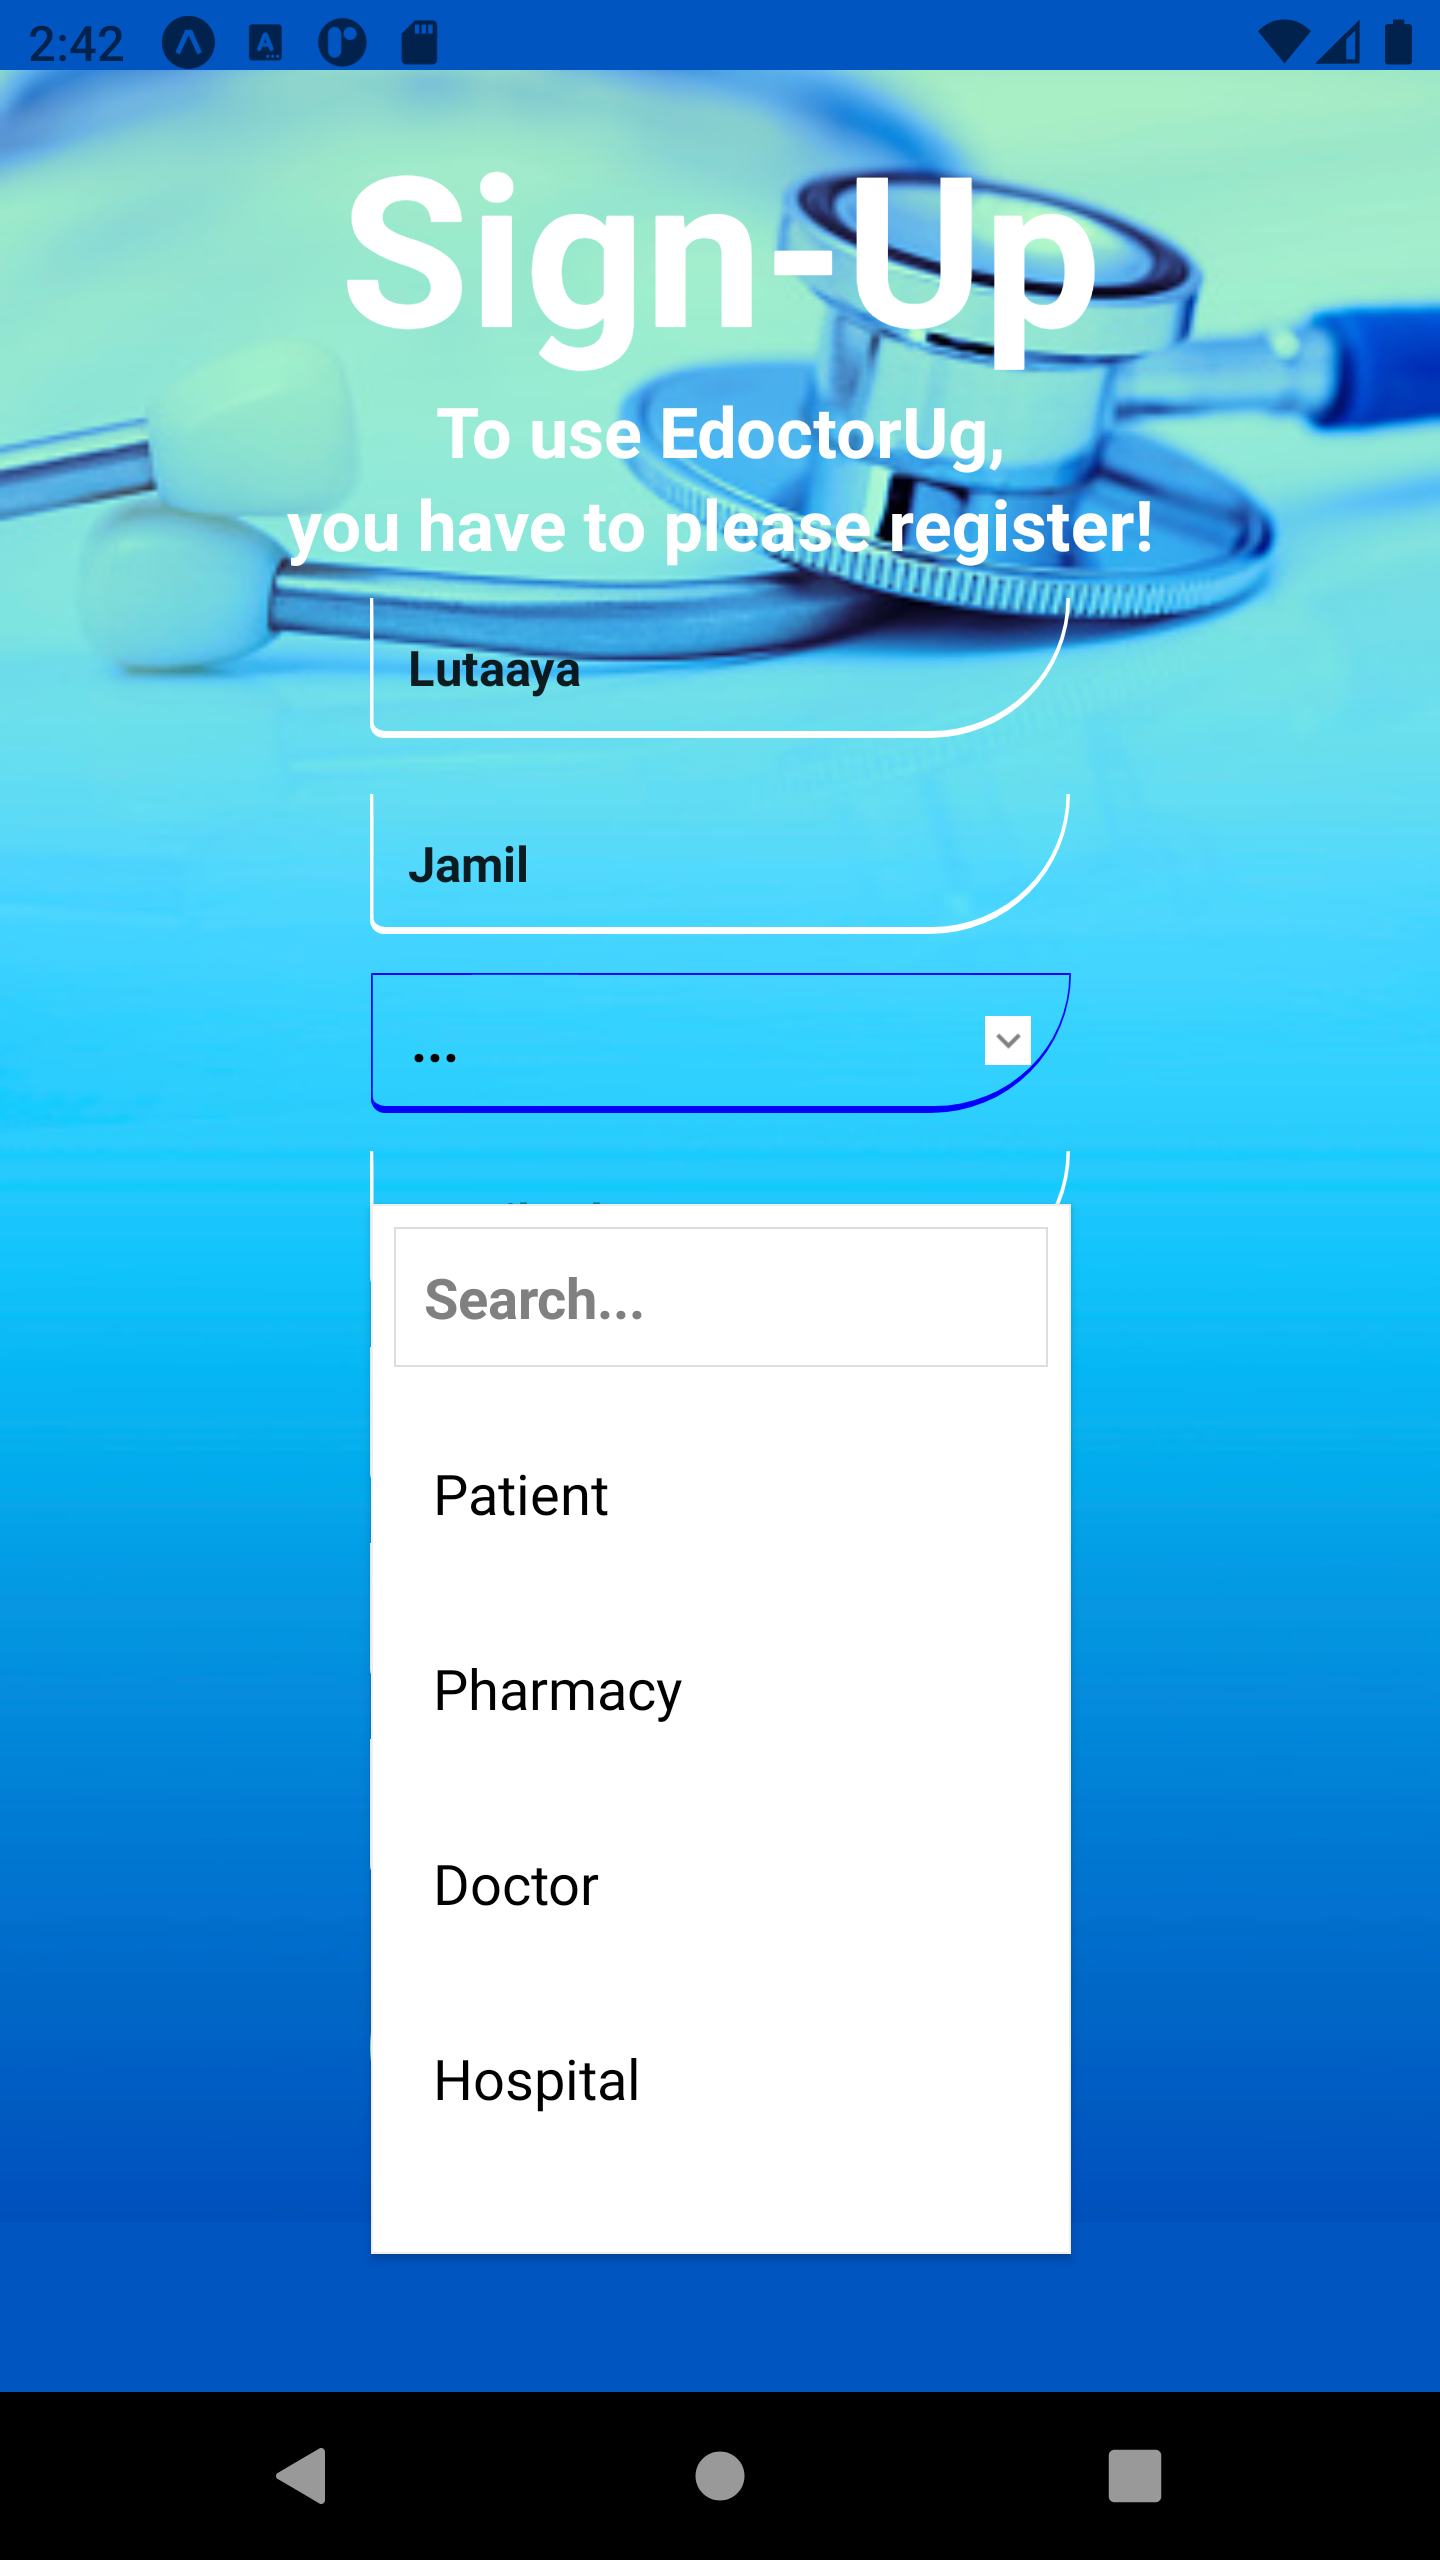 2:42
Sign-Up
To use EdoctorUg,
you have to please register!
Lutaaya
Jamil
...
Search...
Patient
Pharmacy
Doctor
Hospital